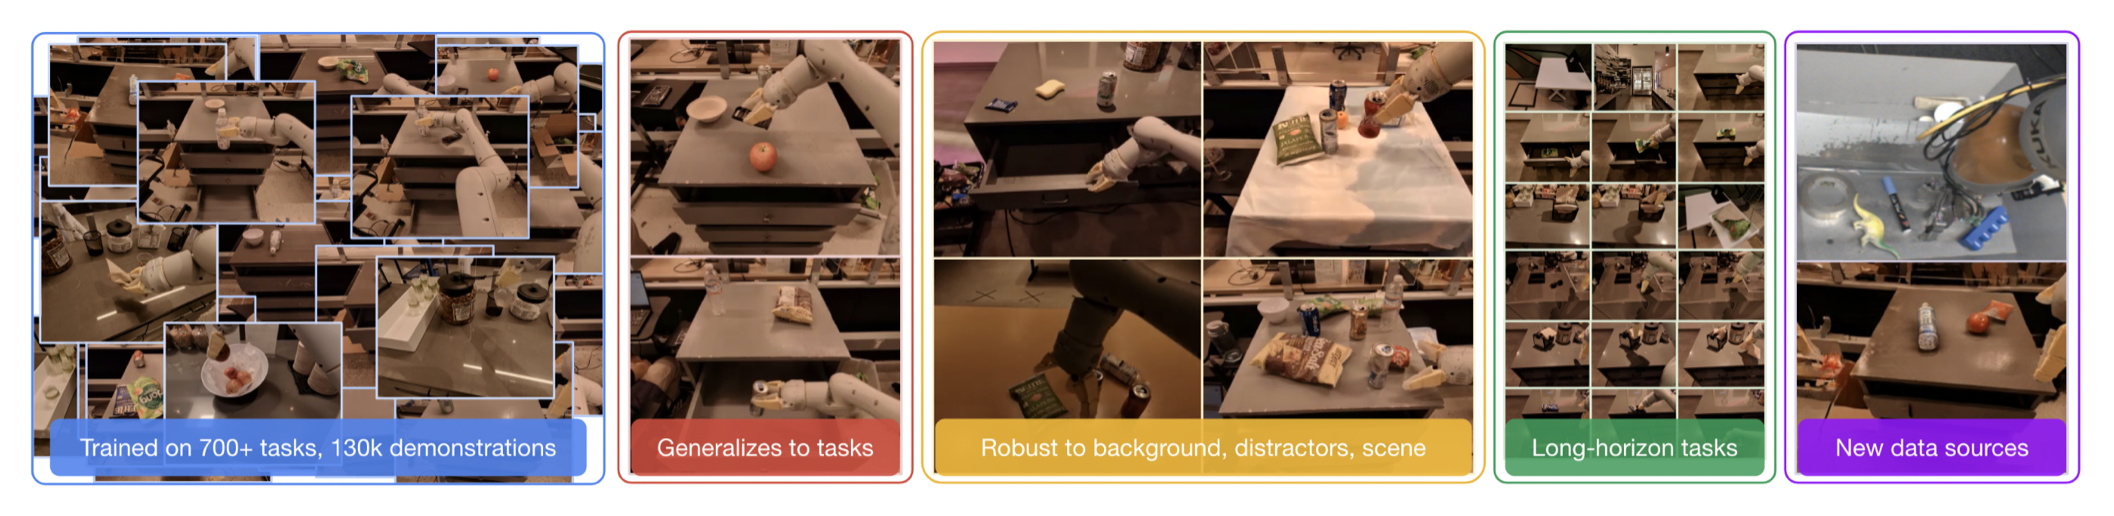 Trained on 700+ tasks, 130k demonstrations
Generalizes to tasks
Robust to background, distractors, scene
Long-horizon tasks
New data sources
KUKA